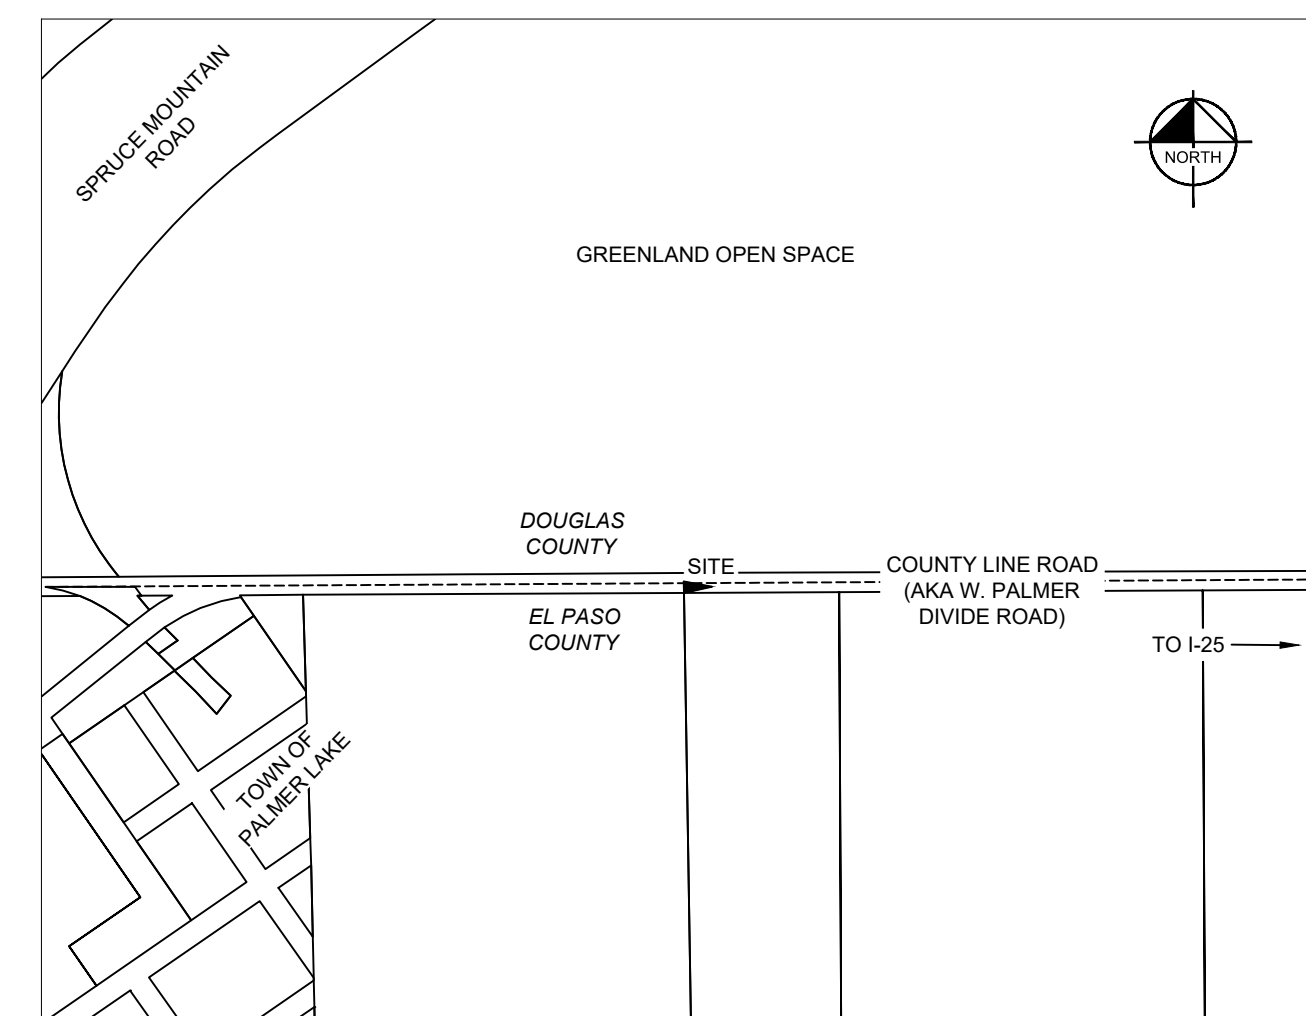 SPRUCE MOUNTAIN
ROAD
NORTH
GREENLAND OPEN SPACE
DOUGLAS
COUNTY
SITE
COUNTY LINE ROAD
(AKA W. PALMER
DIVIDE ROAD)
EL PASO
COUNTY
TO I-25
TOWN OF
PALMER LAKE